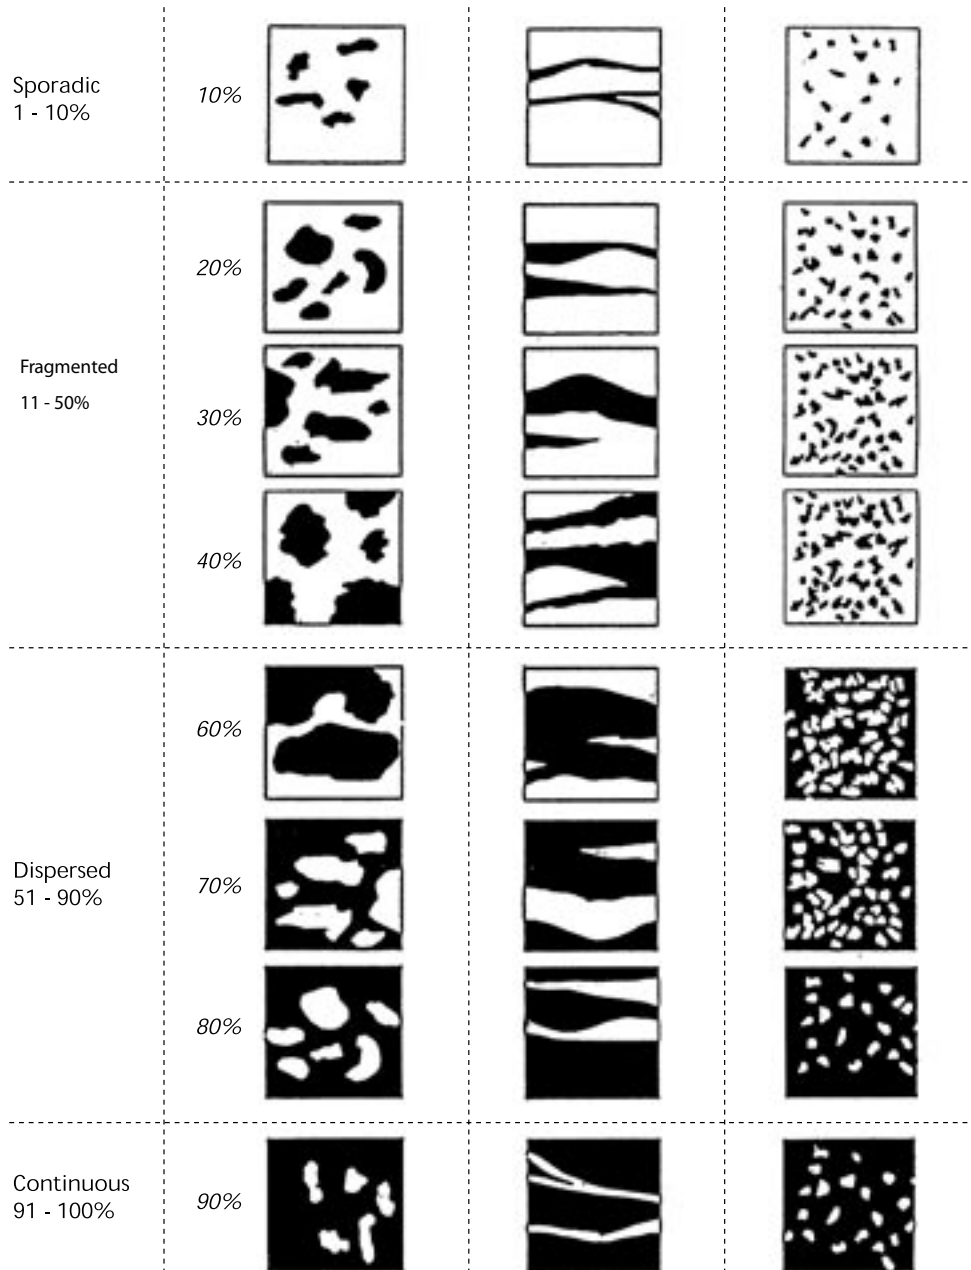 Sporadic
1 - 10%
10%
20%
Fragmented
11 - 50%
30%
40%
60%
Dispersed
51 - 90%
70%
80%
Continuous
91 - 100%
90%